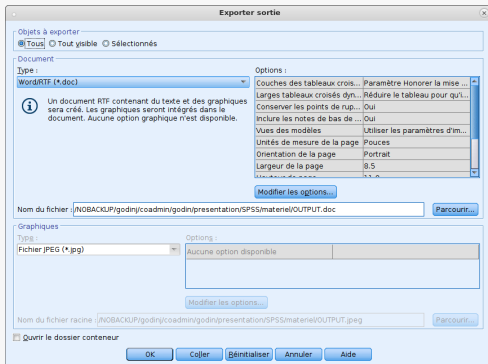 Exporter sortie
Objets à exporter
Tous Tout visible Sélectionnés
Document
Type :
Options :
Word/RTF (*.doc)
Un document RTF contenant du texte et des graphiques
sera créé. Les graphiques seront intégrés dans le
document. Aucune option graphique n'est disponible.
Couches des tableaux crois... Paramètre Honorer la mise ...
Larges tableaux croisés dyn... Réduire le tableau pour qu'i...
Conserver les points de rup... Oui
Inclure les notes de bas de ... Oui
Vues des modèles Utiliser les paramètres d'im...
Unités de mesure de la page Pouces
Orientation de la page Portrait
Largeur de la page 8.5
Modifier les options...
Nom du fichier : /NOBACKUP/godinj/coadmin/godin/presentation/SPSS/materiel/OUTPUT.doc Parcourir...
Graphiques
Type :
Options :
Fichier JPEG (*.jpg)
Aucune option disponible
Modifier les options...
Nom du fichier racine : /NOBACKUP/godinj/coadmin/godin/presentation/SPSS/materiel/OUTPUT.jpeg Parcourir...
Ouvrir le dossier conteneur
OK Coller Réinitialiser Annuler Aide